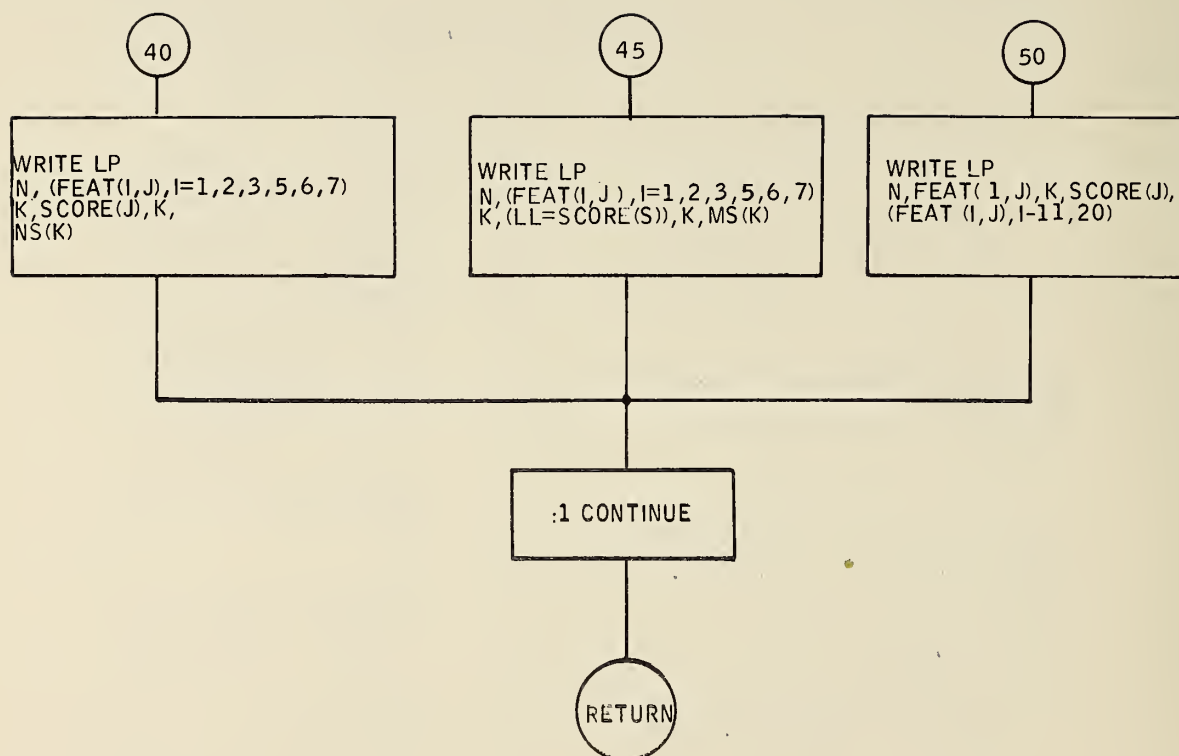 40
WRITE LP
N, (FEAT(I,J),I=1,2,3,5,6,7)
K,SCORE(J),K,
NS(K)
45
WRITE LP
N, (FEAT(I,J),I=1,2,3,5,6,7)
K,(LL=SCORE(S)),K,MS(K)
50
WRITE LP
N,FEAT( 1,J),K,SCORE(J),
(FEAT (I,J),I-11,20)
:1 CONTINUE
RETURN